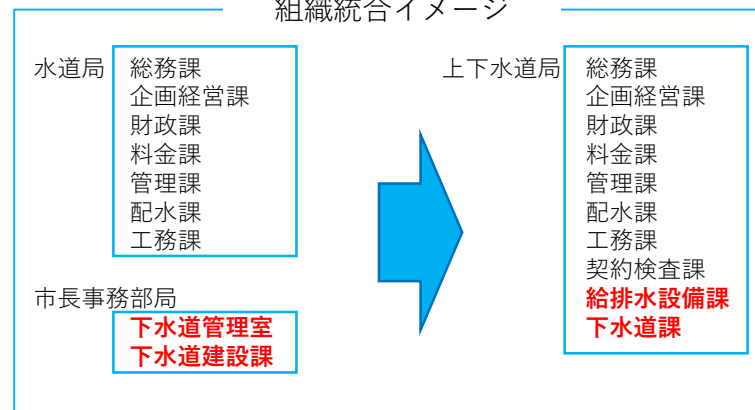 組織統合イメージ
水道局
総務課
企画経営課
財政課
料金課
管理課
配水課
工務課
市長事務部局
下水道管理室
下水道建設課
上下水道局
総務課
企画経営課
財政課
料金課
管理課
配水課
工務課
契約検査課
給排水設備課
下水道課